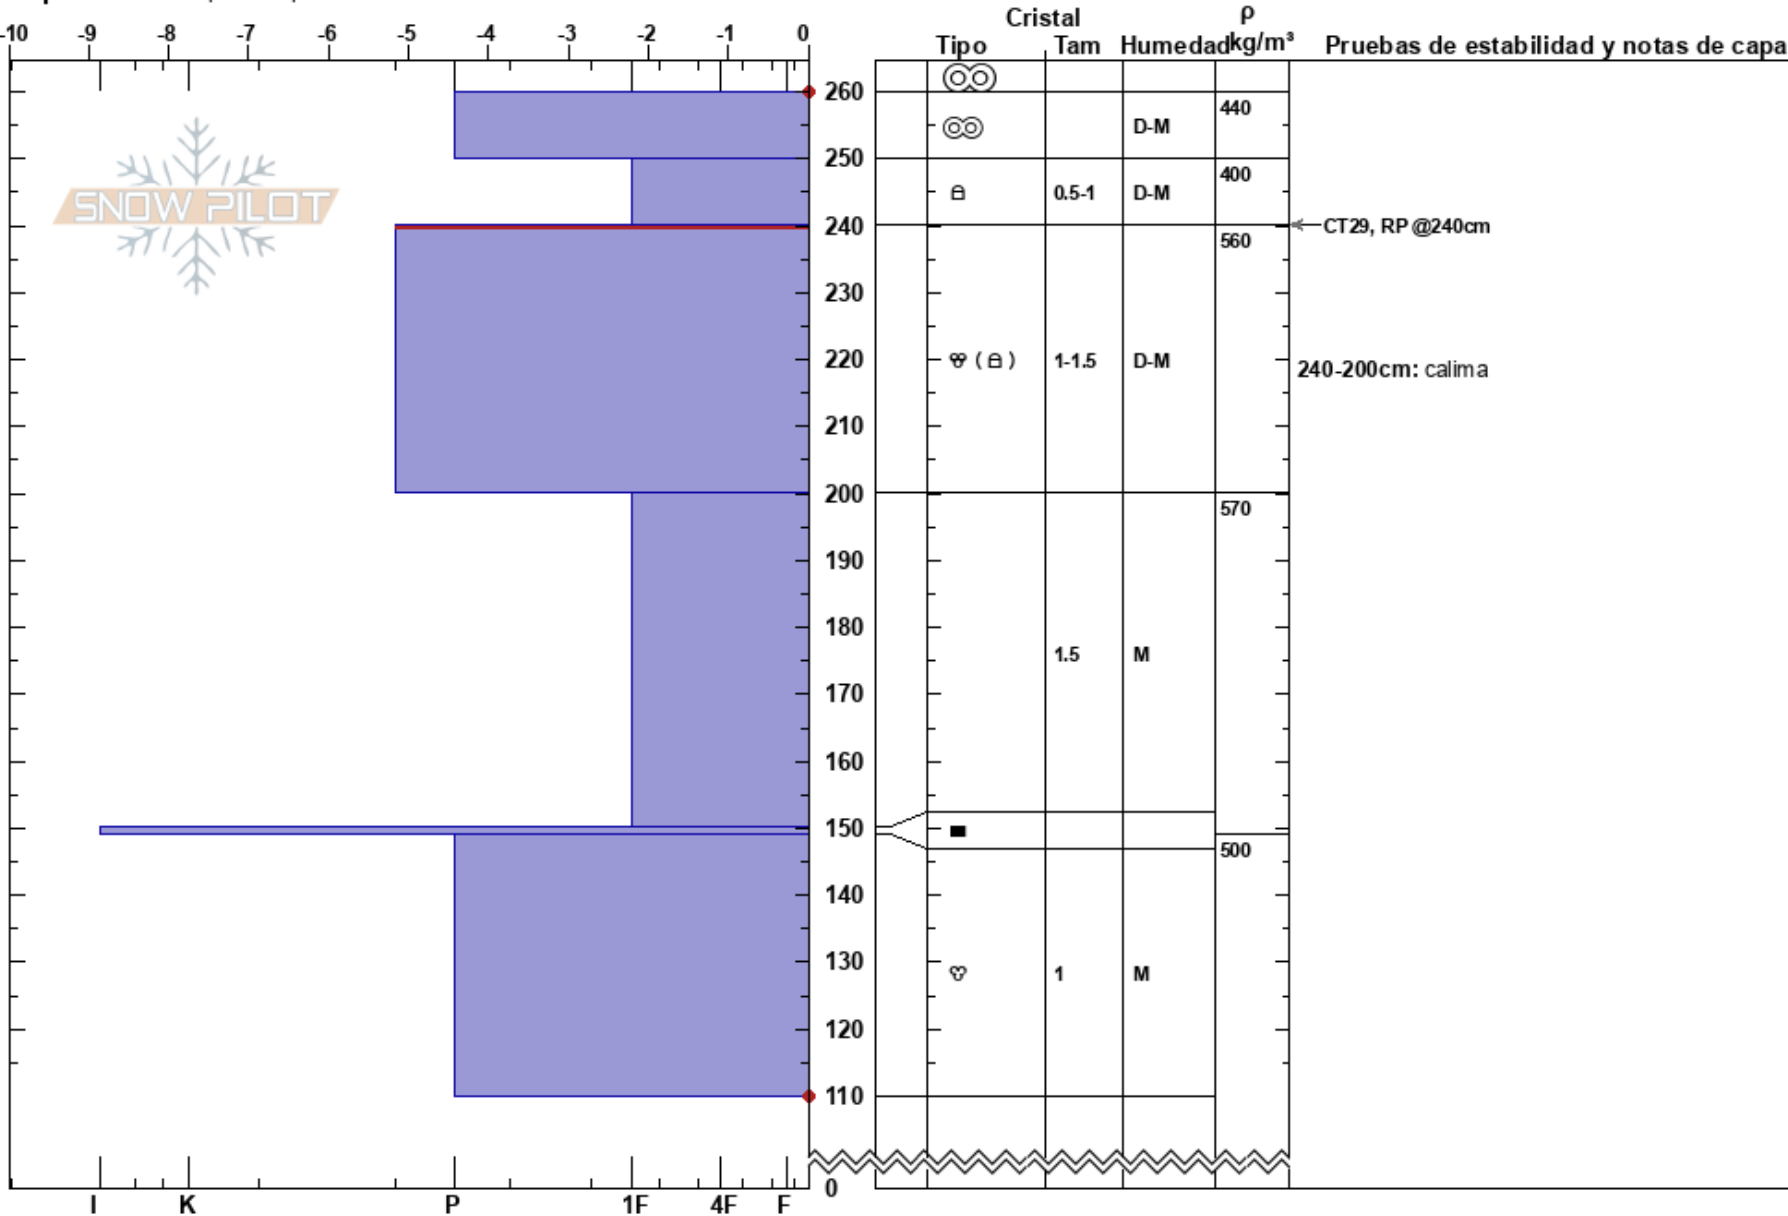 Cristal ρ
-10 -9 -8 -7 -6 -5 -4 -3 -2 -1 0 Tipo Tam Humedad kg/m³ Pruebas de estabilidad y notas de capa
260
440
D-M
250
400
SNOW PILOT
0.5-1 D-M
240 CT29, RP @240cm
560
230
220 ( ) 1-1.5 D-M
240-200cm: calima
210
200
570
190
180
1.5 M
170
160
150
500
140
130
1 M
120
110
0
I K P 1F 4F F